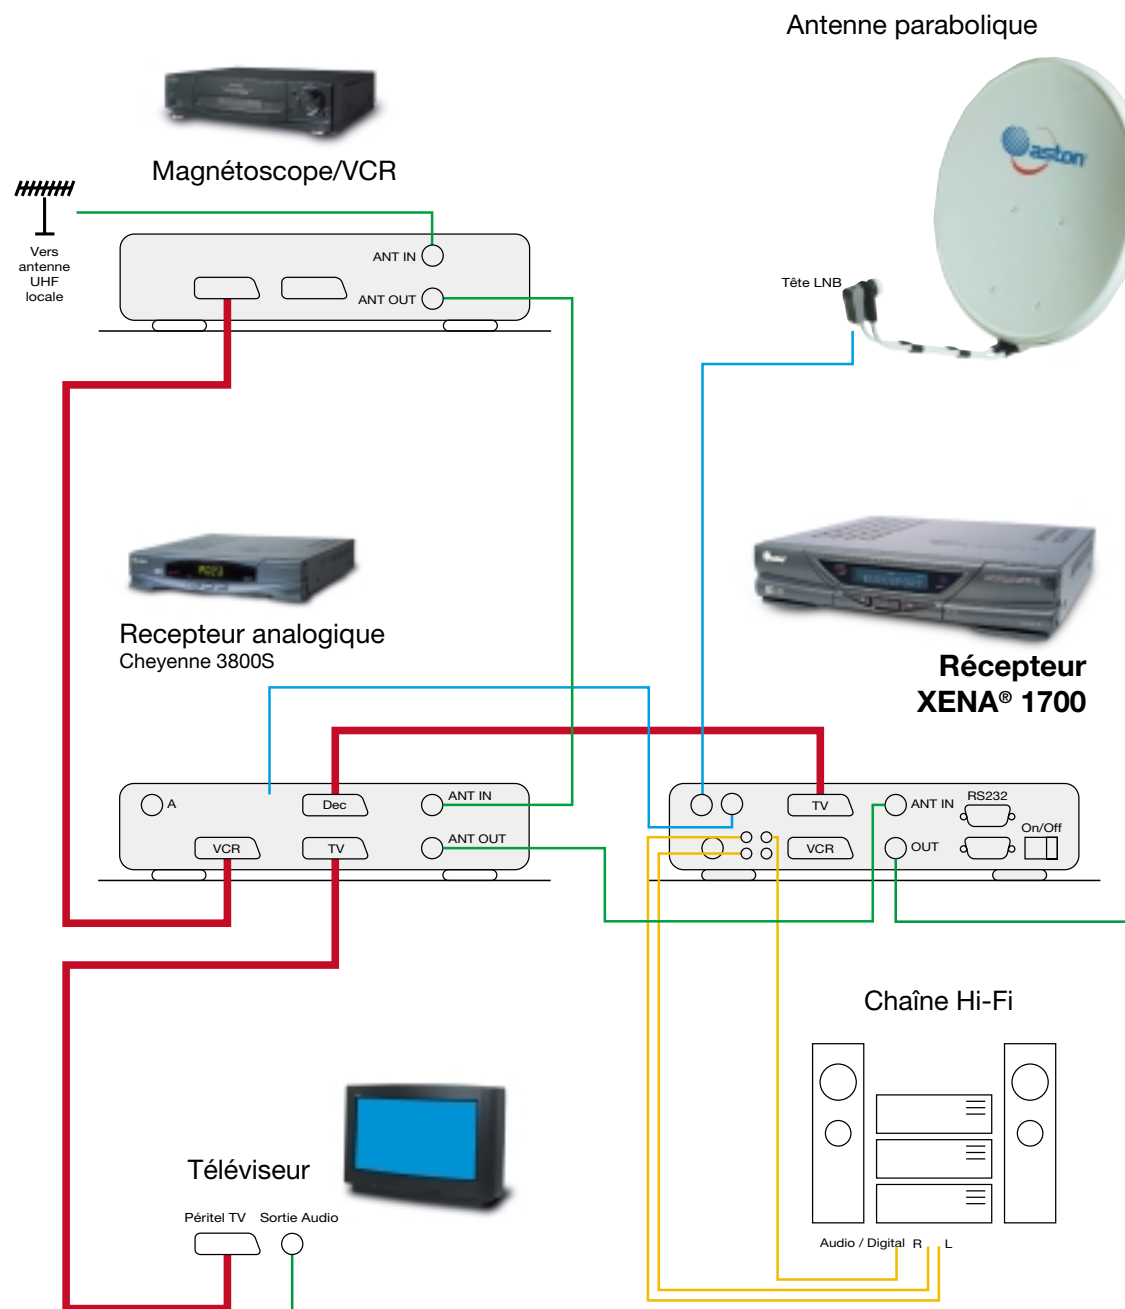 Antenne parabolique
aston
Magnétoscope/VCR
Vers
antenne
UHF
locale
ANT IN
ANT OUT
Tête LNB
Recepteur analogique
Cheyenne 3800S
Récepteur
XENA® 1700
A
Dec
ANT IN
VCR
TV
ANT OUT
TV
ANT IN
RS232
VCR
OUT
On/Off
Chaîne Hi-Fi
Téléviseur
Péritel TV
Sortie Audio
Audio / Digital
R
L